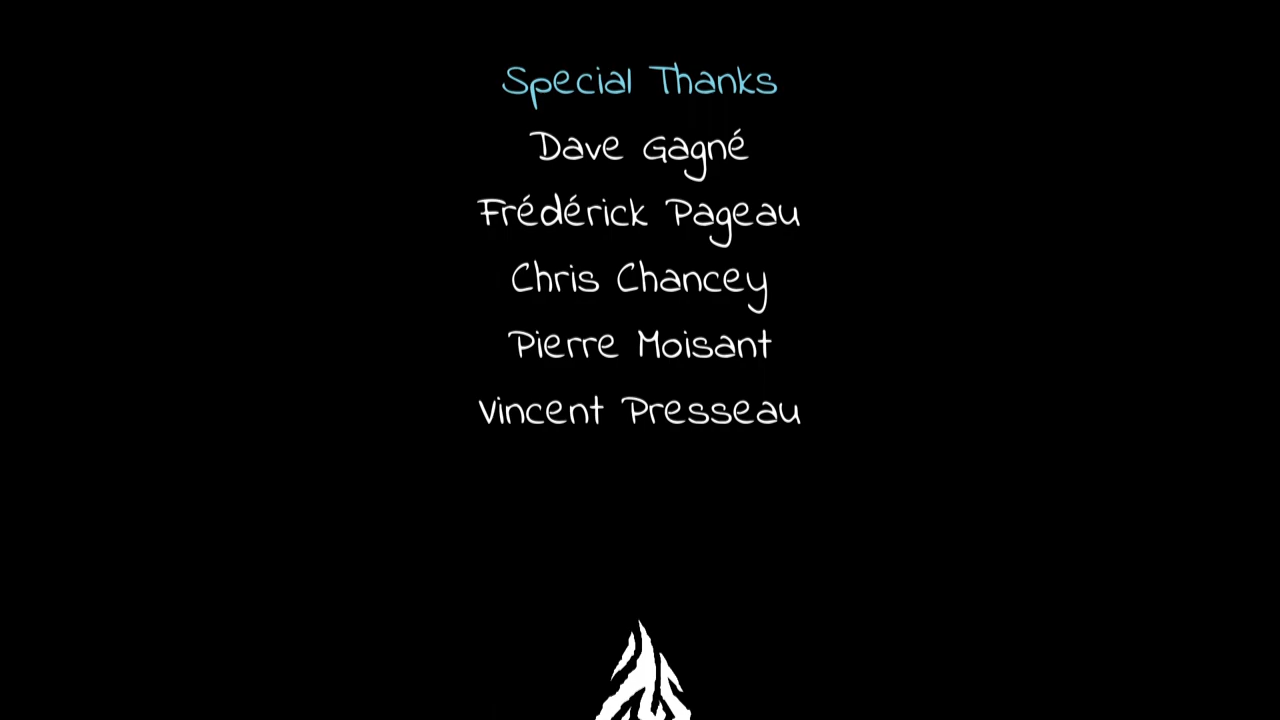 Special Thanks
Dave Gagné
Frédérick Pageau
Chris Chancey
Pierre Moisant
Vincent Presseau